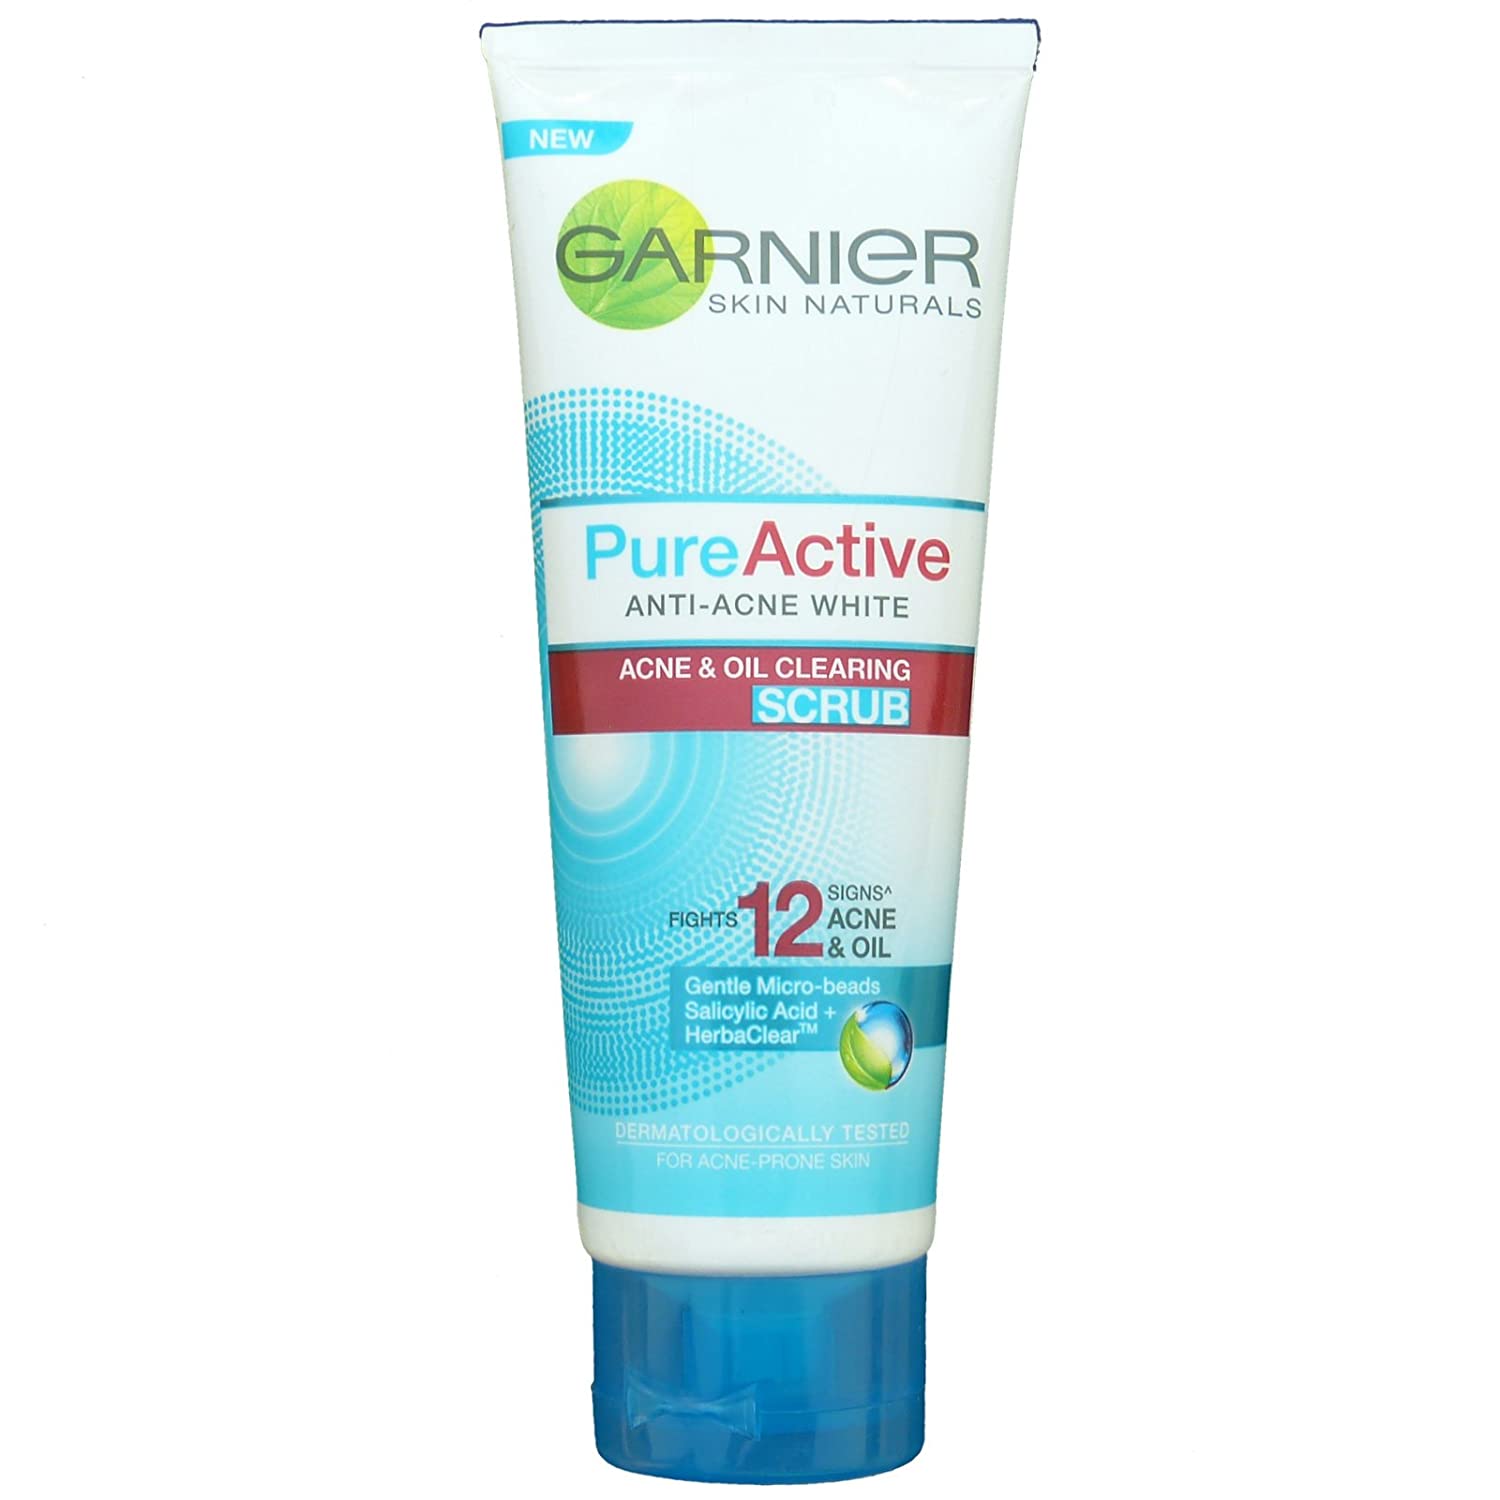 NEW
GARNIER
SKIN NATURALS
PureActive
ANTI-ACNE WHITE
ACNE & OIL CLEARING
SCRUB
FIGHTS 12 SIGNS^
ACNE
& OIL
Gentle Micro-beads
Salicylic Acid +
HerbaClear™
DERMATOLOGICALLY TESTED
FOR ACNE-PRONE SKIN